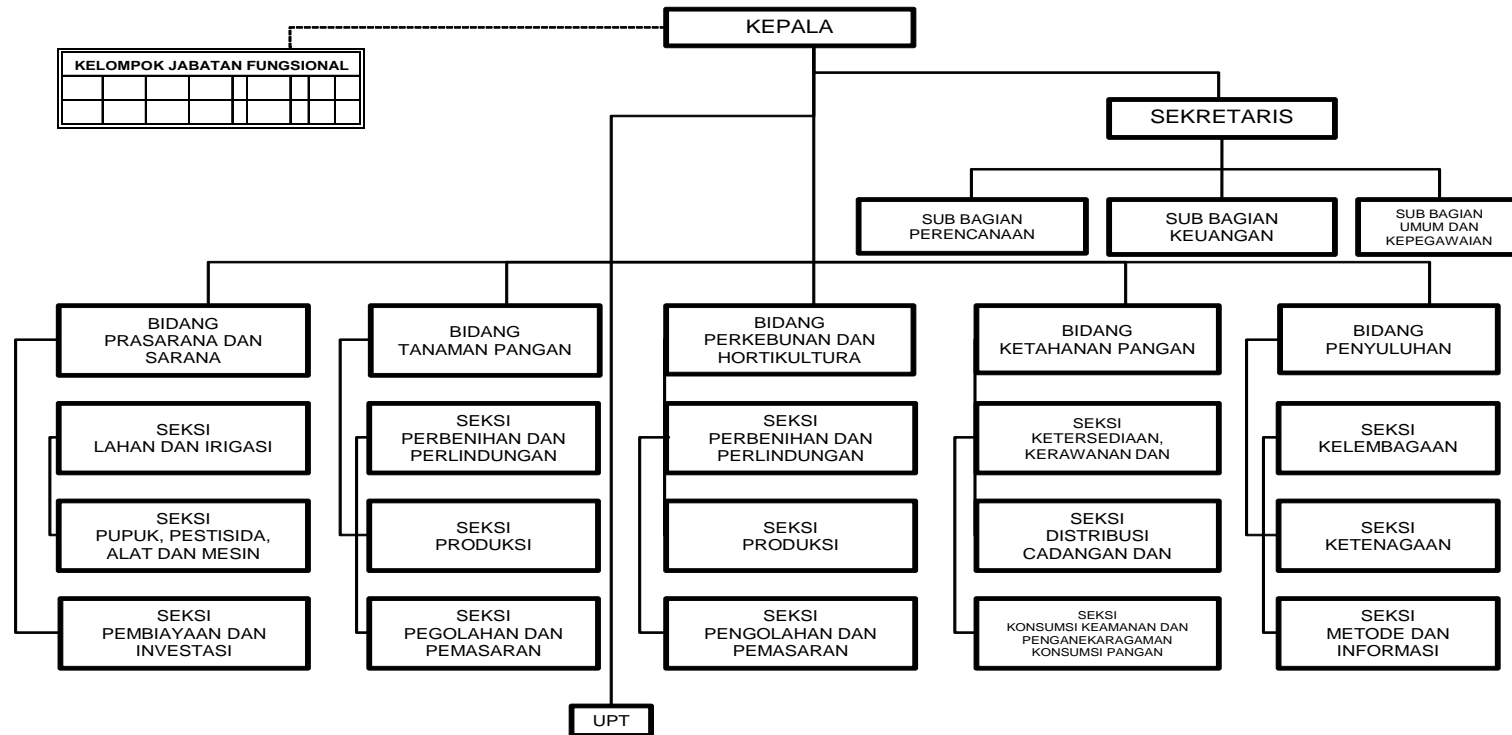 KEPALA
KELOMPOK JABATAN FUNGSIONAL
SEKRETARIS
SUB BAGIAN
PERENCANAAN
SUB BAGIAN
KEUANGAN
SUB BAGIAN
UMUM DAN
KEPEGAWAIAN
BIDANG
PRASARANA DAN
SARANA
BIDANG
TANAMAN PANGAN
BIDANG
PERKEBUNAN DAN
HORTIKULTURA
BIDANG
KETAHANAN PANGAN
BIDANG
PENYULUHAN
SEKSI
LAHAN DAN IRIGASI
SEKSI
PERBENIHAN DAN
PERLINDUNGAN
SEKSI
PERBENIHAN DAN
PERLINDUNGAN
SEKSI
KETERSEDIAAN,
KERAWANAN DAN
SEKSI
KELEMBAGAAN
SEKSI
PUPUK, PESTISIDA,
ALAT DAN MESIN
SEKSI
PRODUKSI
SEKSI
PRODUKSI
SEKSI
DISTRIBUSI
CADANGAN DAN
SEKSI
KETENAGAAN
SEKSI
PEMBIAYAAN DAN
INVESTASI
SEKSI
PEGOLAHAN DAN
PEMASARAN
SEKSI
PENGOLAHAN DAN
PEMASARAN
SEKSI
KONSUMSI KEAMANAN DAN
PENGANEKARAGAMAN
KONSUMSI PANGAN
SEKSI
METODE DAN
INFORMASI
UPT